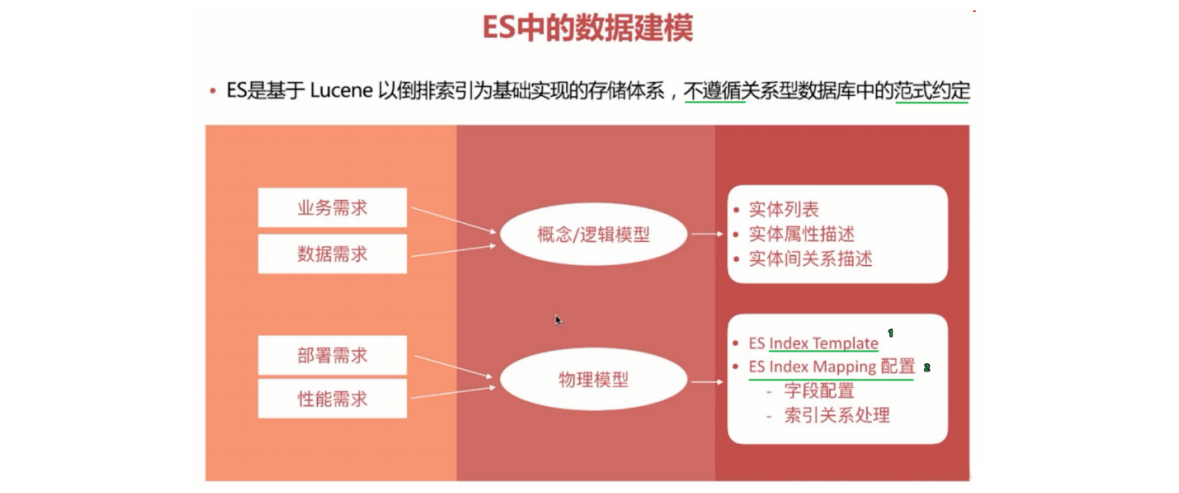 ES中的数据建模
• ES是基于 Lucene 以倒排索引为基础实现的存储体系，不遵循关系型数据库中的范式约定
业务需求
数据需求
概念/逻辑模型
• 实体列表
• 实体属性描述
• 实体间关系描述
部署需求
性能需求
物理模型
• ES Index Template 1
• ES Index Mapping 配置 2
- 字段配置
- 索引关系处理